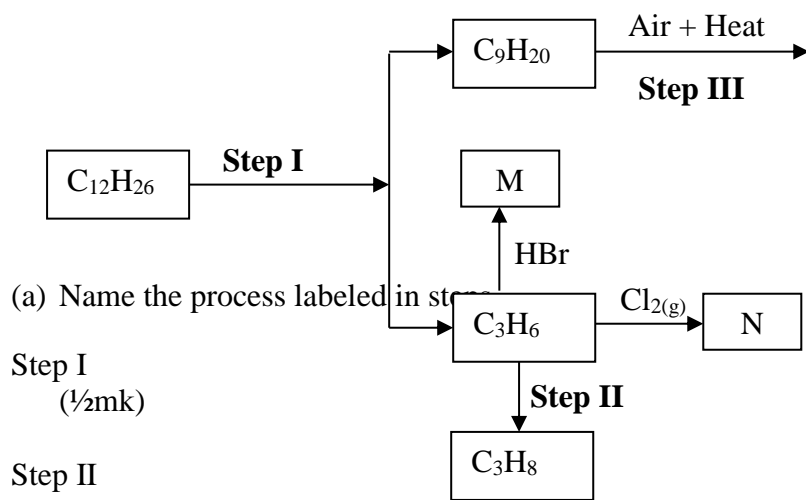 Air + Heat
C₉H₂₀
Step III
Step I
C₁₂H₂₆
M
HBr
(a) Name the process labeled in steps
Cl₂₍g₎
C₃H₆
N
Step I
(½mk)
Step II
C₃H₈
Step II